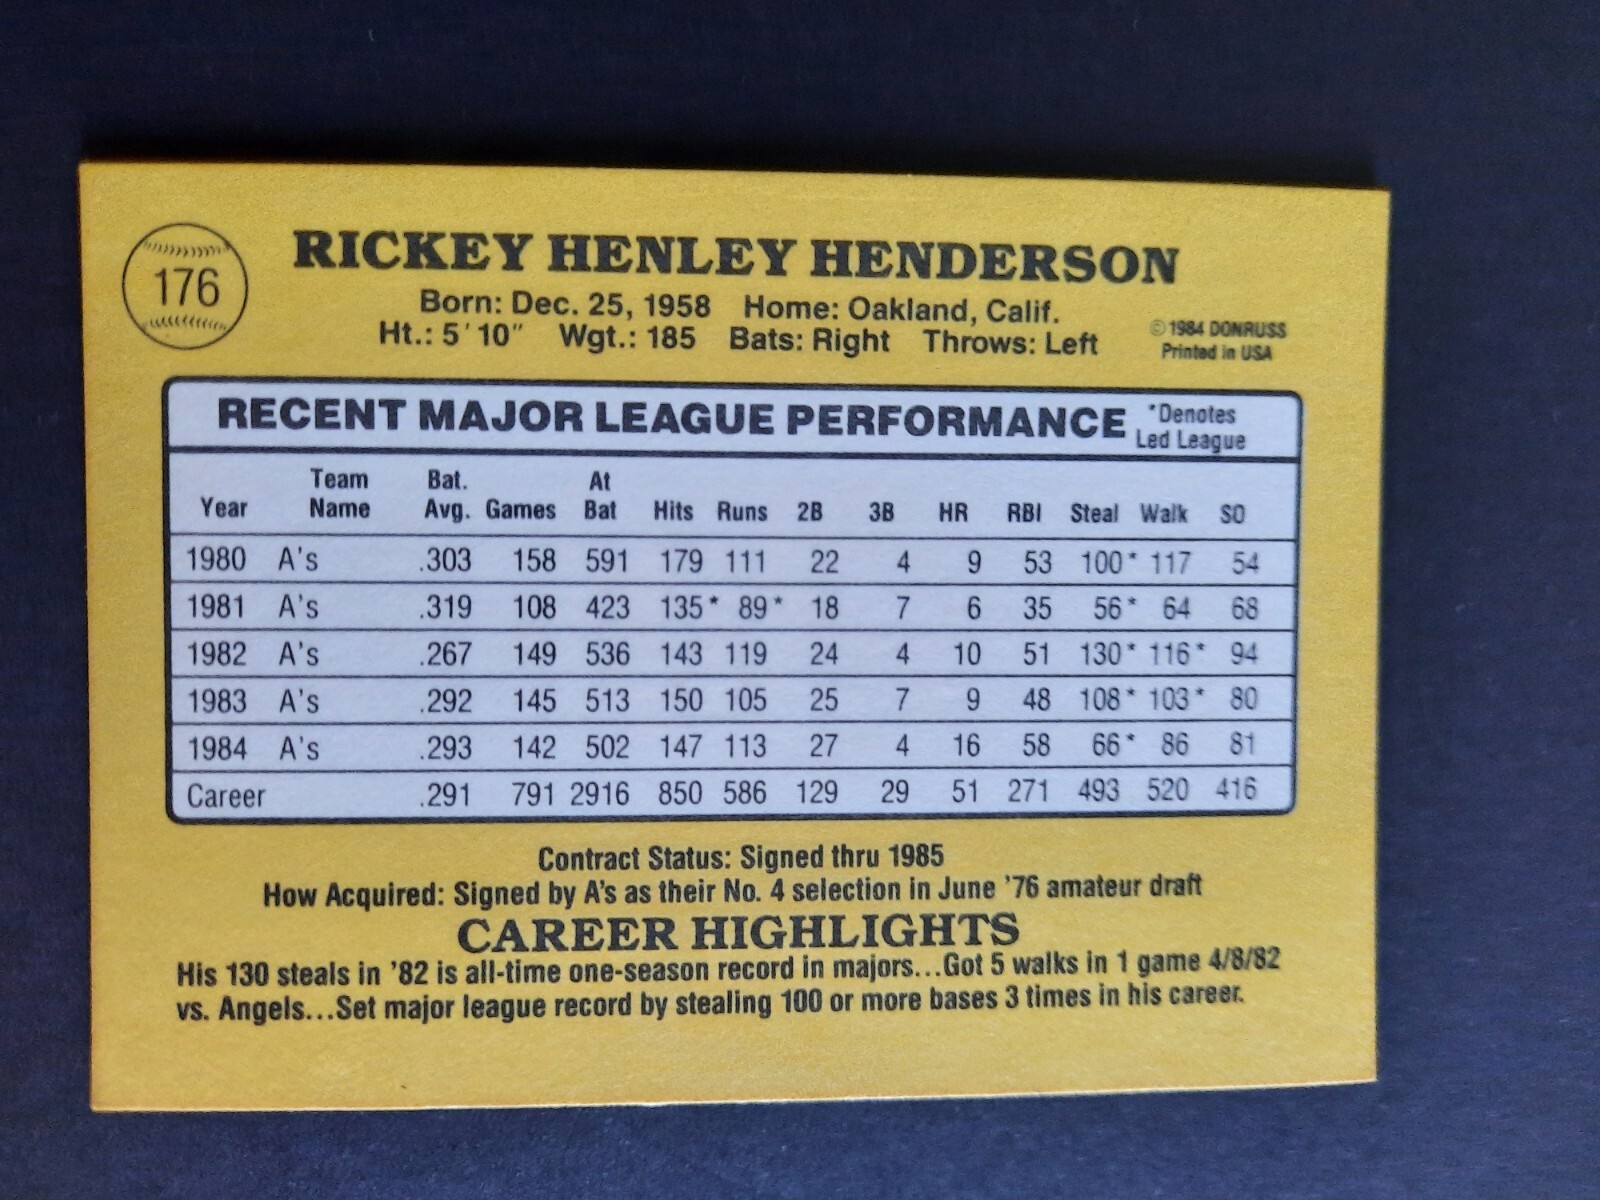 176
RICKEY HENLEY HENDERSON
Born: Dec. 25, 1958 Home: Oakland, Calif.
Ht.: 5'10" Wgt.: 185 Bats: Right Throws: Left
©1984 DONRUSS
Printed in USA
RECENT MAJOR LEAGUE PERFORMANCE
*Denotes
Led League
Year Team Name Bat. Avg. Games At Bat Hits Runs 2B 3B HR RBI Steal Walk SO
1980 A's .303 158 591 179 111 22 4 9 53 100* 117 54
1981 A's .319 108 423 135* 89* 18 7 6 35 56* 64 68
1982 A's .267 149 536 143 119 24 4 10 51 130* 116* 94
1983 A's .292 145 513 150 105 25 7 9 48 108* 103* 80
1984 A's .293 142 502 147 113 27 4 16 58 66* 86 81
Career .291 791 2916 850 586 129 29 51 271 493 520 416
Contract Status: Signed thru 1985
How Acquired: Signed by A's as their No. 4 selection in June '76 amateur draft
CAREER HIGHLIGHTS
His 130 steals in '82 is all-time one-season record in majors...Got 5 walks in 1 game 4/8/82
vs. Angels...Set major league record by stealing 100 or more bases 3 times in his career.